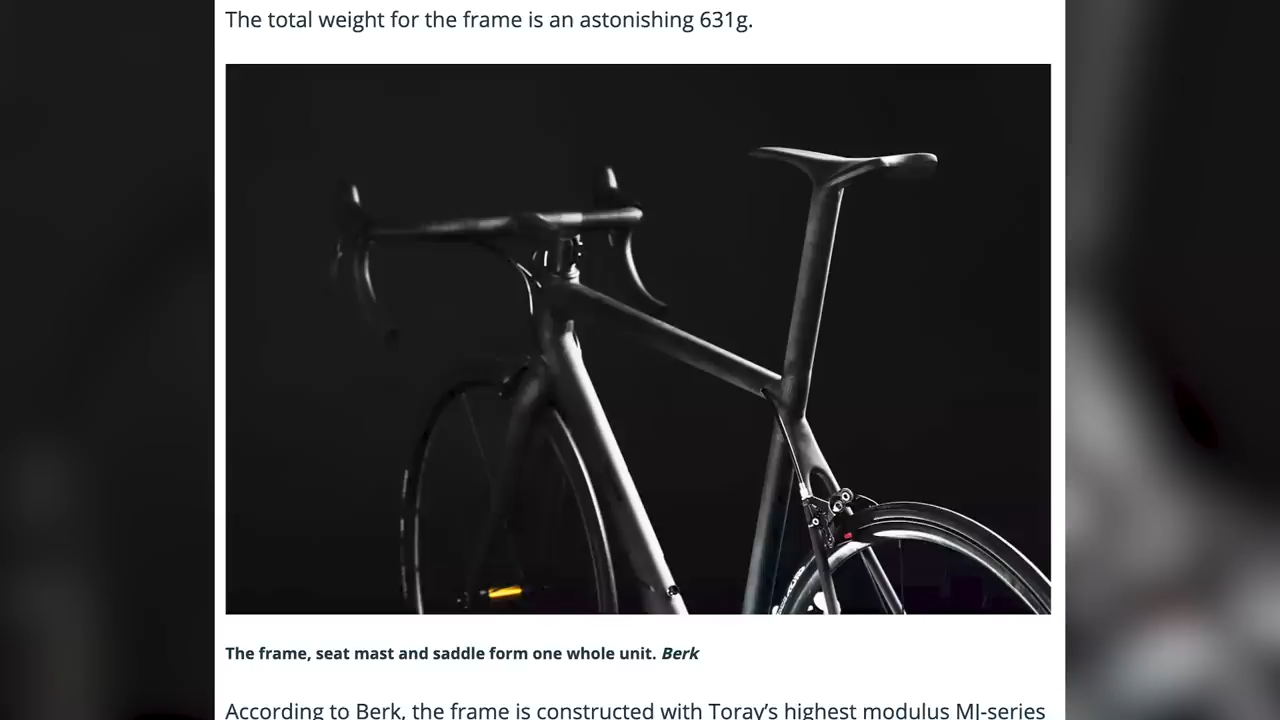 The total weight for the frame is an astonishing 631g.
The frame, seat mast and saddle form one whole unit. Berk
According to Berk, the frame is constructed with Toray’s highest modulus MJ-series